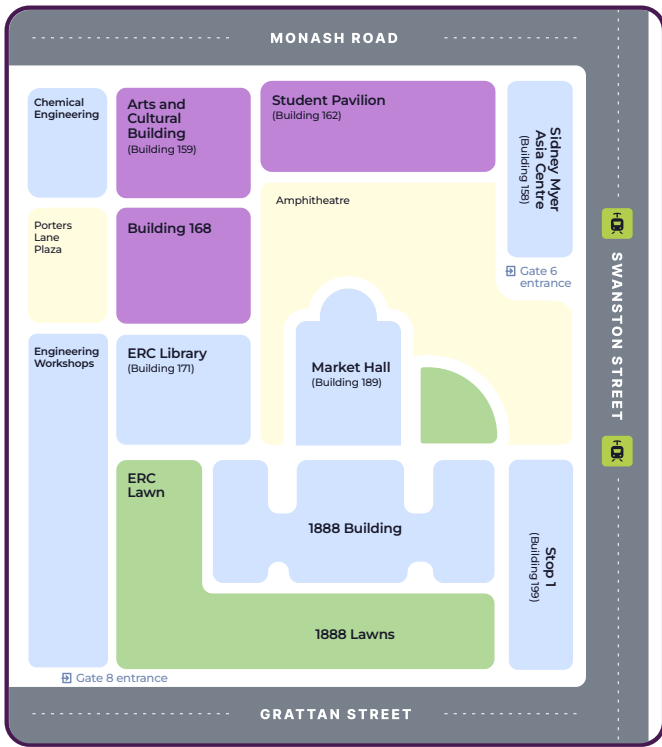 MONASH ROAD
Chemical
Engineering
Arts and
Cultural
Building
(Building 159)
Student Pavilion
(Building 162)
Sidney Myer
Asia Centre
(Building 158)
Amphitheatre
Porters
Lane
Plaza
Building 168
Gate 6
entrance
SWANSTON STREET
Engineering
Workshops
ERC Library
(Building 171)
Market Hall
(Building 189)
ERC
Lawn
1888 Building
Stop 1
(Building 199)
1888 Lawns
Gate 8 entrance
GRATTAN STREET